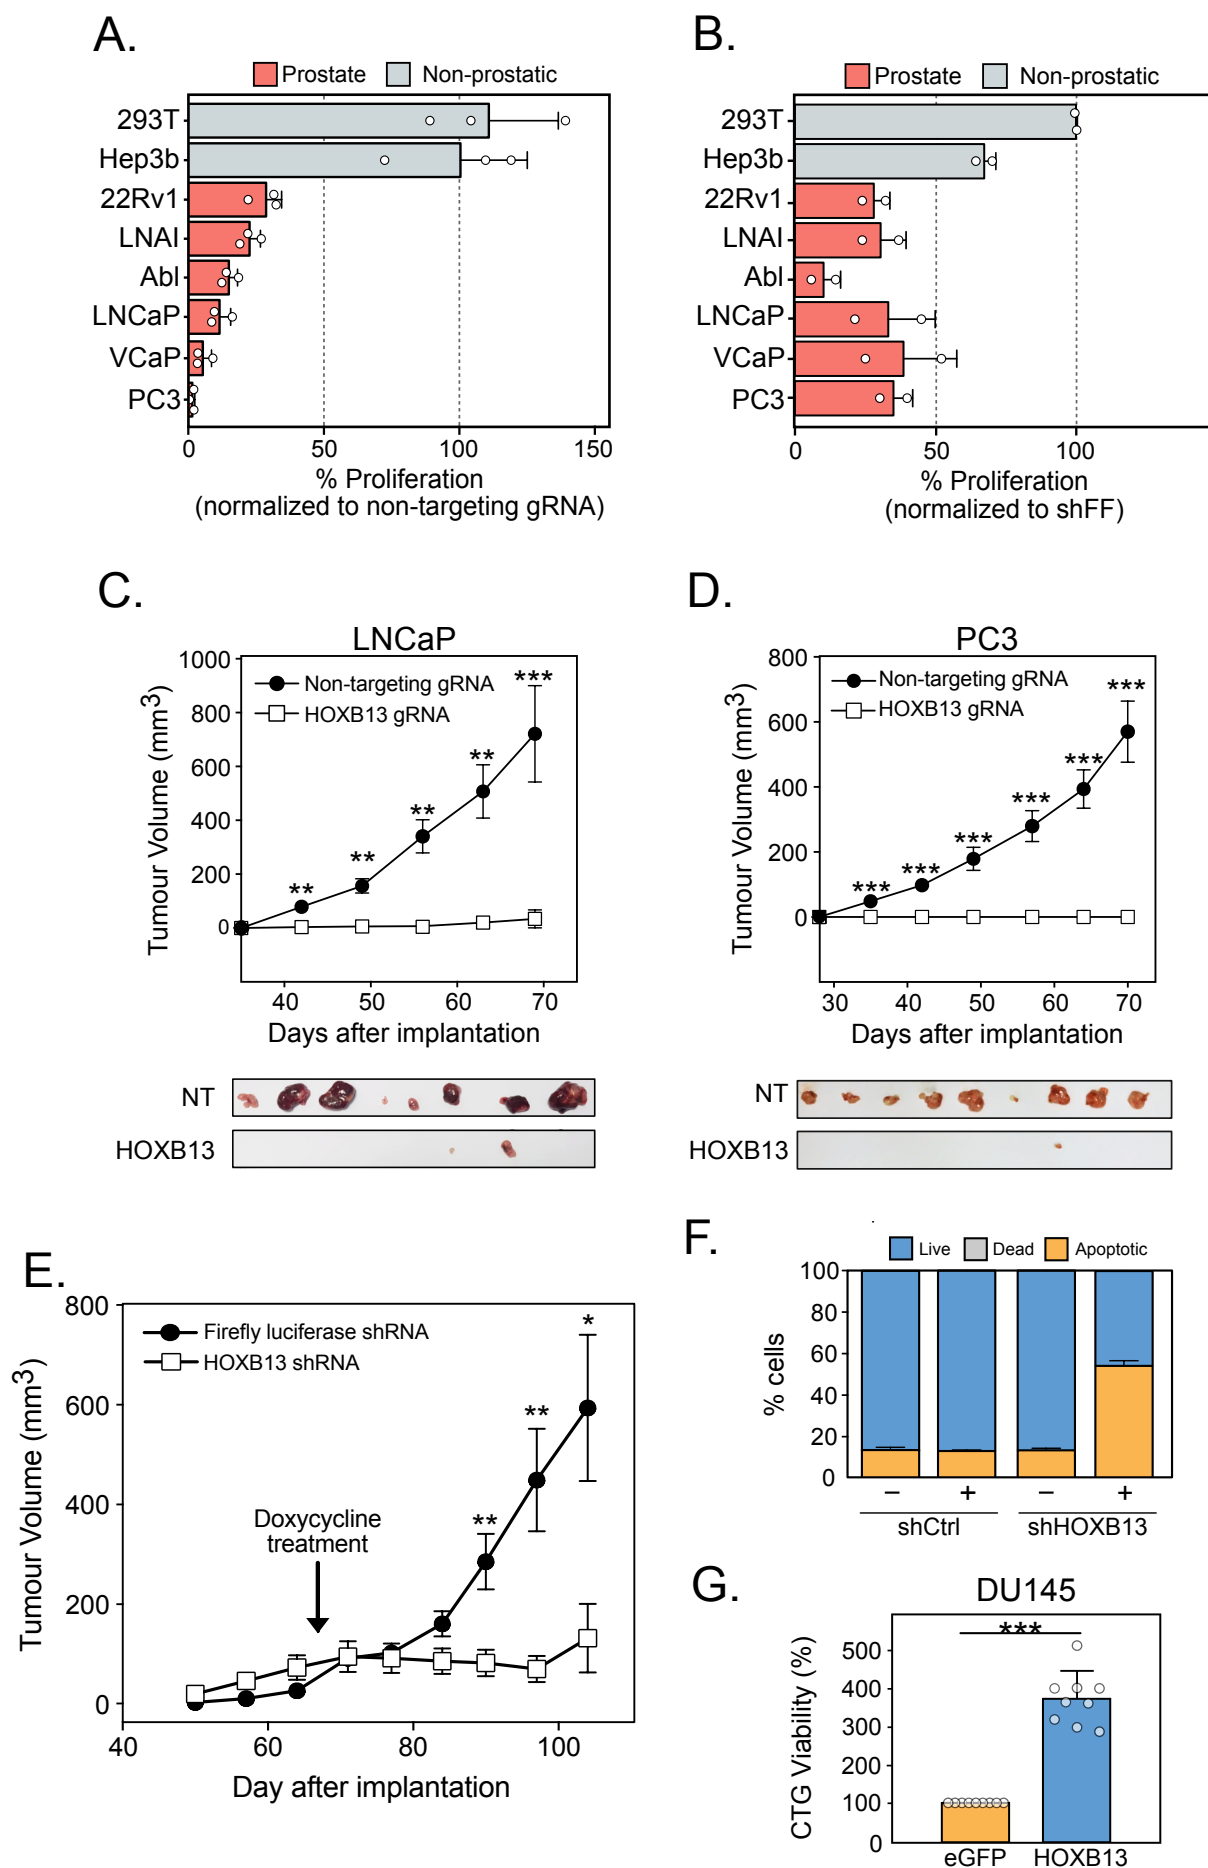 A.
Prostate Non-prostatic
293T
Hep3b
22Rv1
LNAI
Abl
LNCaP
VCaP
PC3
0 50 100 150
% Proliferation
(normalized to non-targeting gRNA)
B.
Prostate Non-prostatic
293T
Hep3b
22Rv1
LNAI
Abl
LNCaP
VCaP
PC3
0 50 100
% Proliferation
(normalized to shFF)
C.
LNCaP
Tumour Volume (mm3)
1000
800
600
400
200
0
Non-targeting gRNA
HOXB13 gRNA
** ** ** ** ***
40 50 60 70
Days after implantation
NT
HOXB13
D.
PC3
Tumour Volume (mm3)
800
600
400
200
0
Non-targeting gRNA
HOXB13 gRNA
*** *** *** *** *** ***
30 40 50 60 70
Days after implantation
NT
HOXB13
E.
Tumour Volume (mm3)
800
600
400
200
0
Firefly luciferase shRNA
HOXB13 shRNA
Doxycycline
treatment
** ** *
40 60 80 100
Day after implantation
F.
Live Dead Apoptotic
% cells
100
80
60
40
20
0
− + − +
shCtrl shHOXB13
G.
DU145
CTG Viability (%)
500
400
300
200
100
0
***
eGFP HOXB13